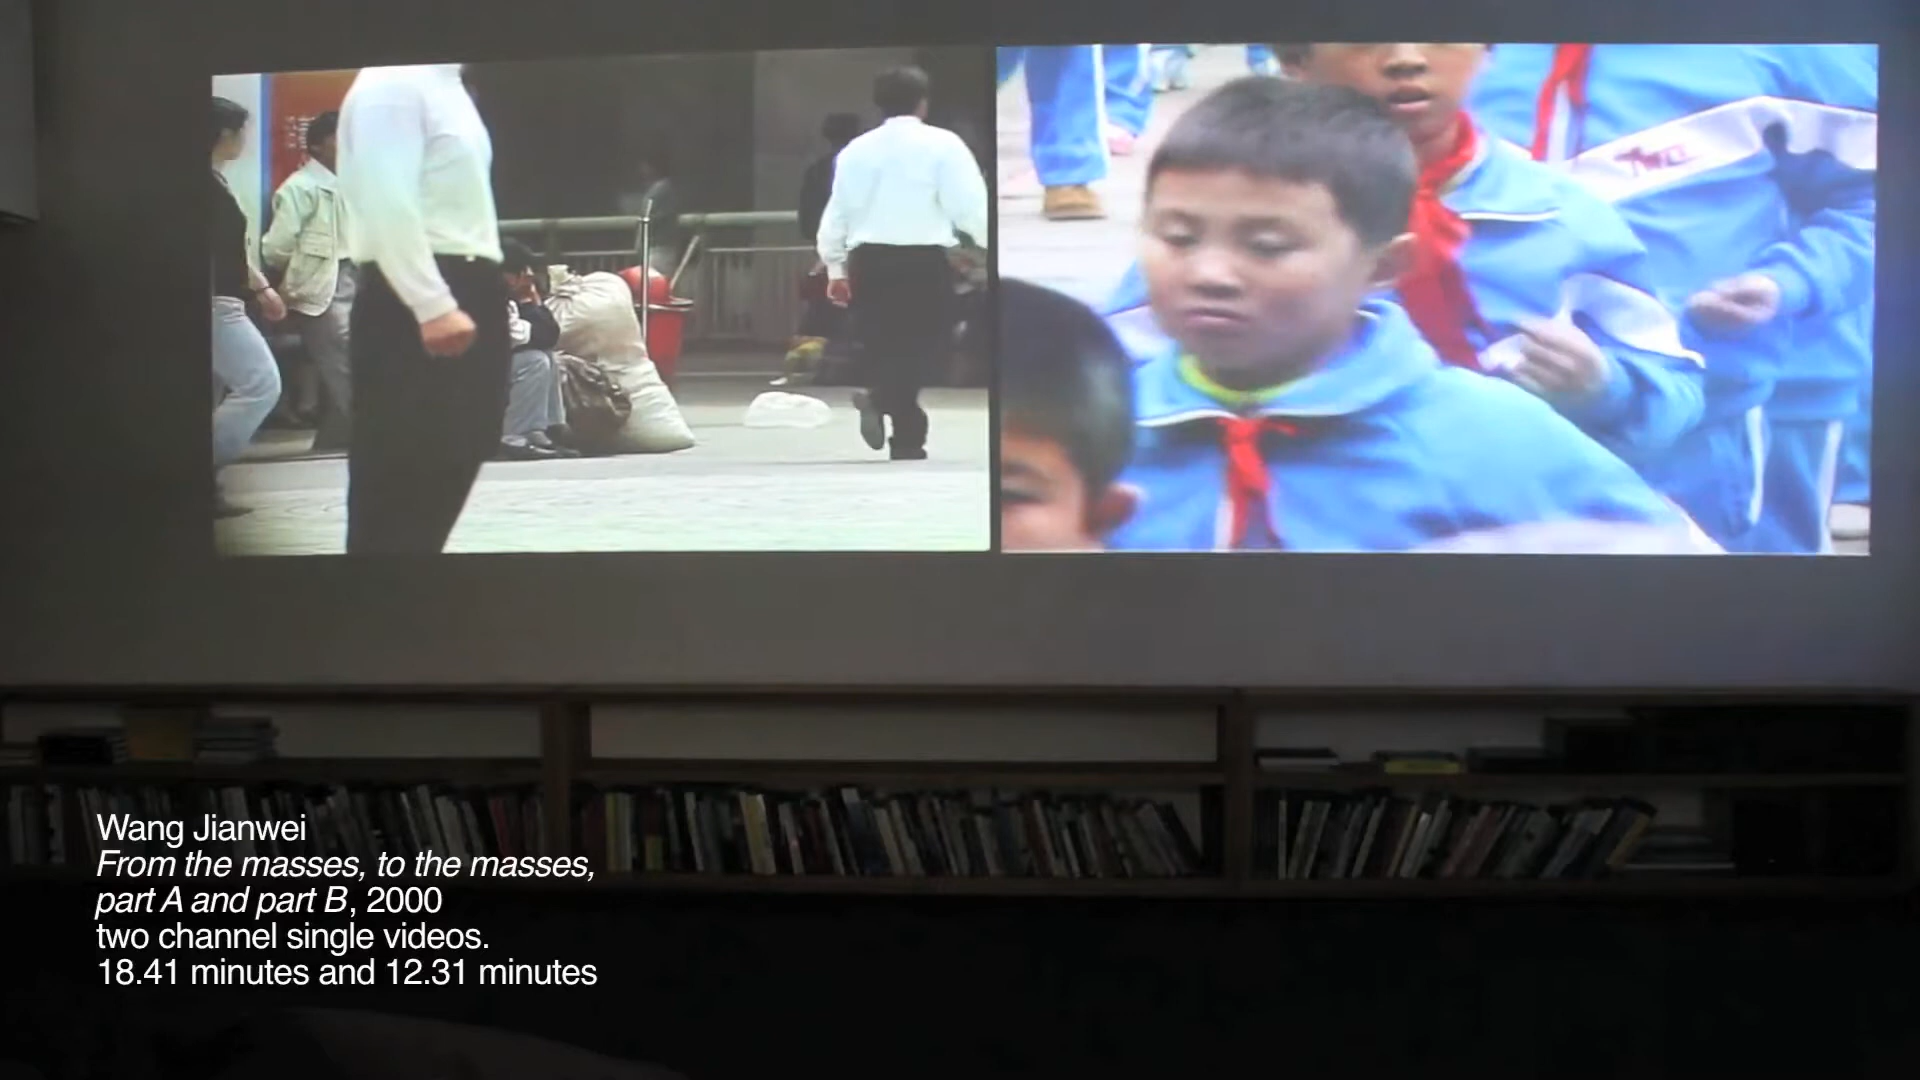 Wang Jianwei
From the masses, to the masses,
part A and part B, 2000
two channel single videos.
18.41 minutes and 12.31 minutes